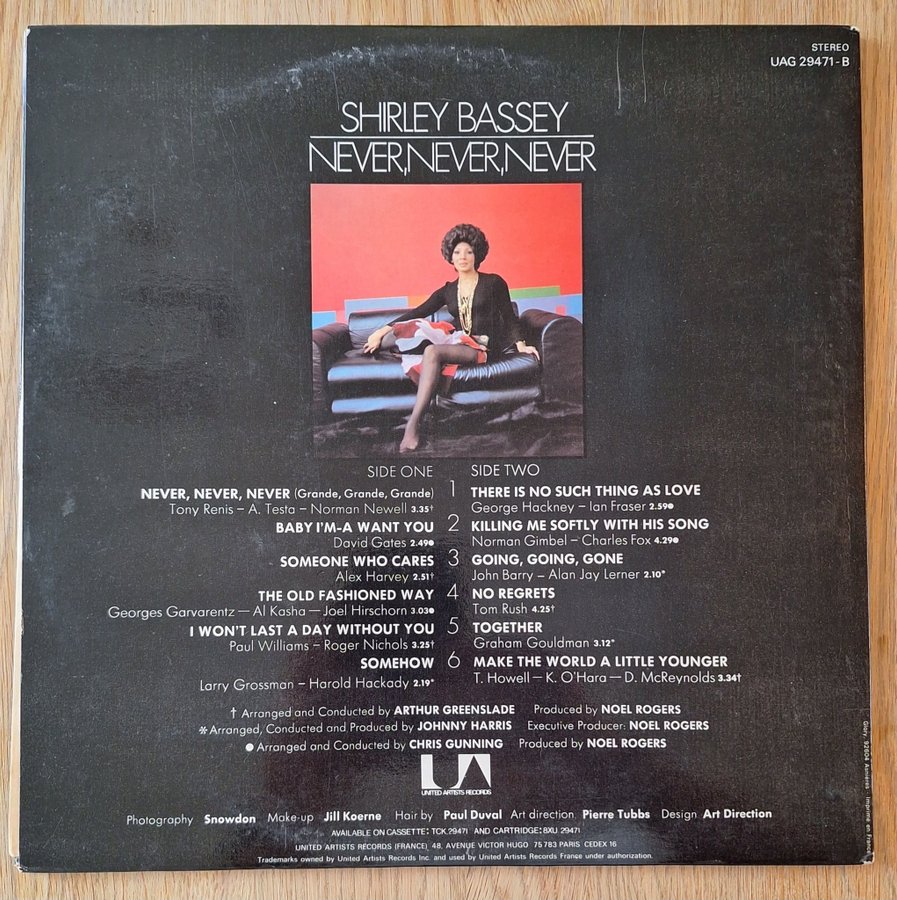 STEREO
UAG 29471-B
SHIRLEY BASSEY
NEVER,NEVER,NEVER
SIDE ONE
NEVER, NEVER, NEVER (Grande, Grande, Grande)
Tony Renis – A. Testa – Norman Newell 3.35†
BABY I'M-A WANT YOU
David Gates 2.49●
SOMEONE WHO CARES
Alex Harvey 2.51†
THE OLD FASHIONED WAY
Georges Garvarentz – Al Kasha – Joel Hirschorn 3.03●
I WON'T LAST A DAY WITHOUT YOU
Paul Williams – Roger Nichols 3.25†
SOMEHOW
Larry Grossman – Harold Hackady 2.19*
SIDE TWO
1 THERE IS NO SUCH THING AS LOVE
George Hackney – Ian Fraser 2.59●
2 KILLING ME SOFTLY WITH HIS SONG
Norman Gimbel – Charles Fox 4.29●
3 GOING, GOING, GONE
John Barry – Alan Jay Lerner 2.10*
4 NO REGRETS
Tom Rush 4.25†
5 TOGETHER
Graham Gouldman 3.12*
6 MAKE THE WORLD A LITTLE YOUNGER
T. Howell – K. O'Hara – D. McReynolds 3.34†
† Arranged and Conducted by ARTHUR GREENSLADE Produced by NOEL ROGERS
* Arranged, Conducted and Produced by JOHNNY HARRIS Executive Producer: NOEL ROGERS
● Arranged and Conducted by CHRIS GUNNING Produced by NOEL ROGERS
UA
UNITED ARTISTS RECORDS
Photography Snowdon Make-up Jill Koerne Hair by Paul Duval Art direction Pierre Tubbs Design Art Direction
AVAILABLE ON CASSETTE: TCK 29471 AND CARTRIDGE: 8XU 29471
UNITED ARTISTS RECORDS (FRANCE) 48, AVENUE VICTOR HUGO 75783 PARIS CEDEX 16
Trademarks owned by United Artists Records Inc. and used by United Artists Records France under authorization.
Glory, 92604 Asnières Imprimé en France